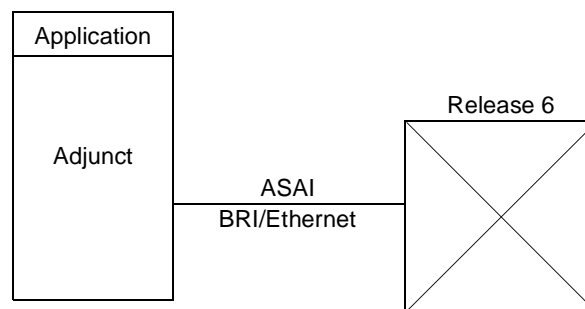 Application
Adjunct
ASAI
BRI/Ethernet
Release 6